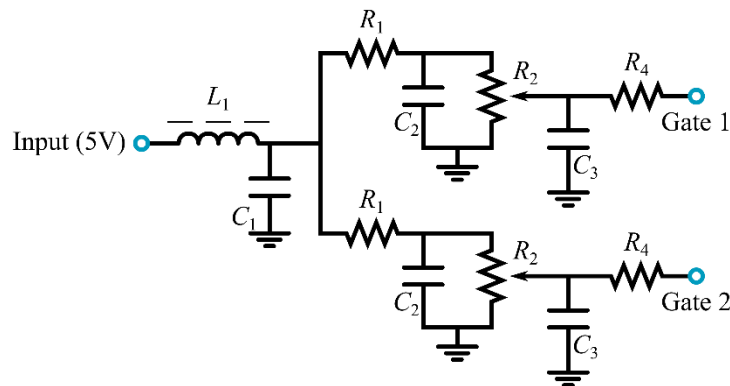 R1
R2
R4
L1
C2
Gate 1
Input (5V)
C3
C1
R1
R2
R4
C2
Gate 2
C3